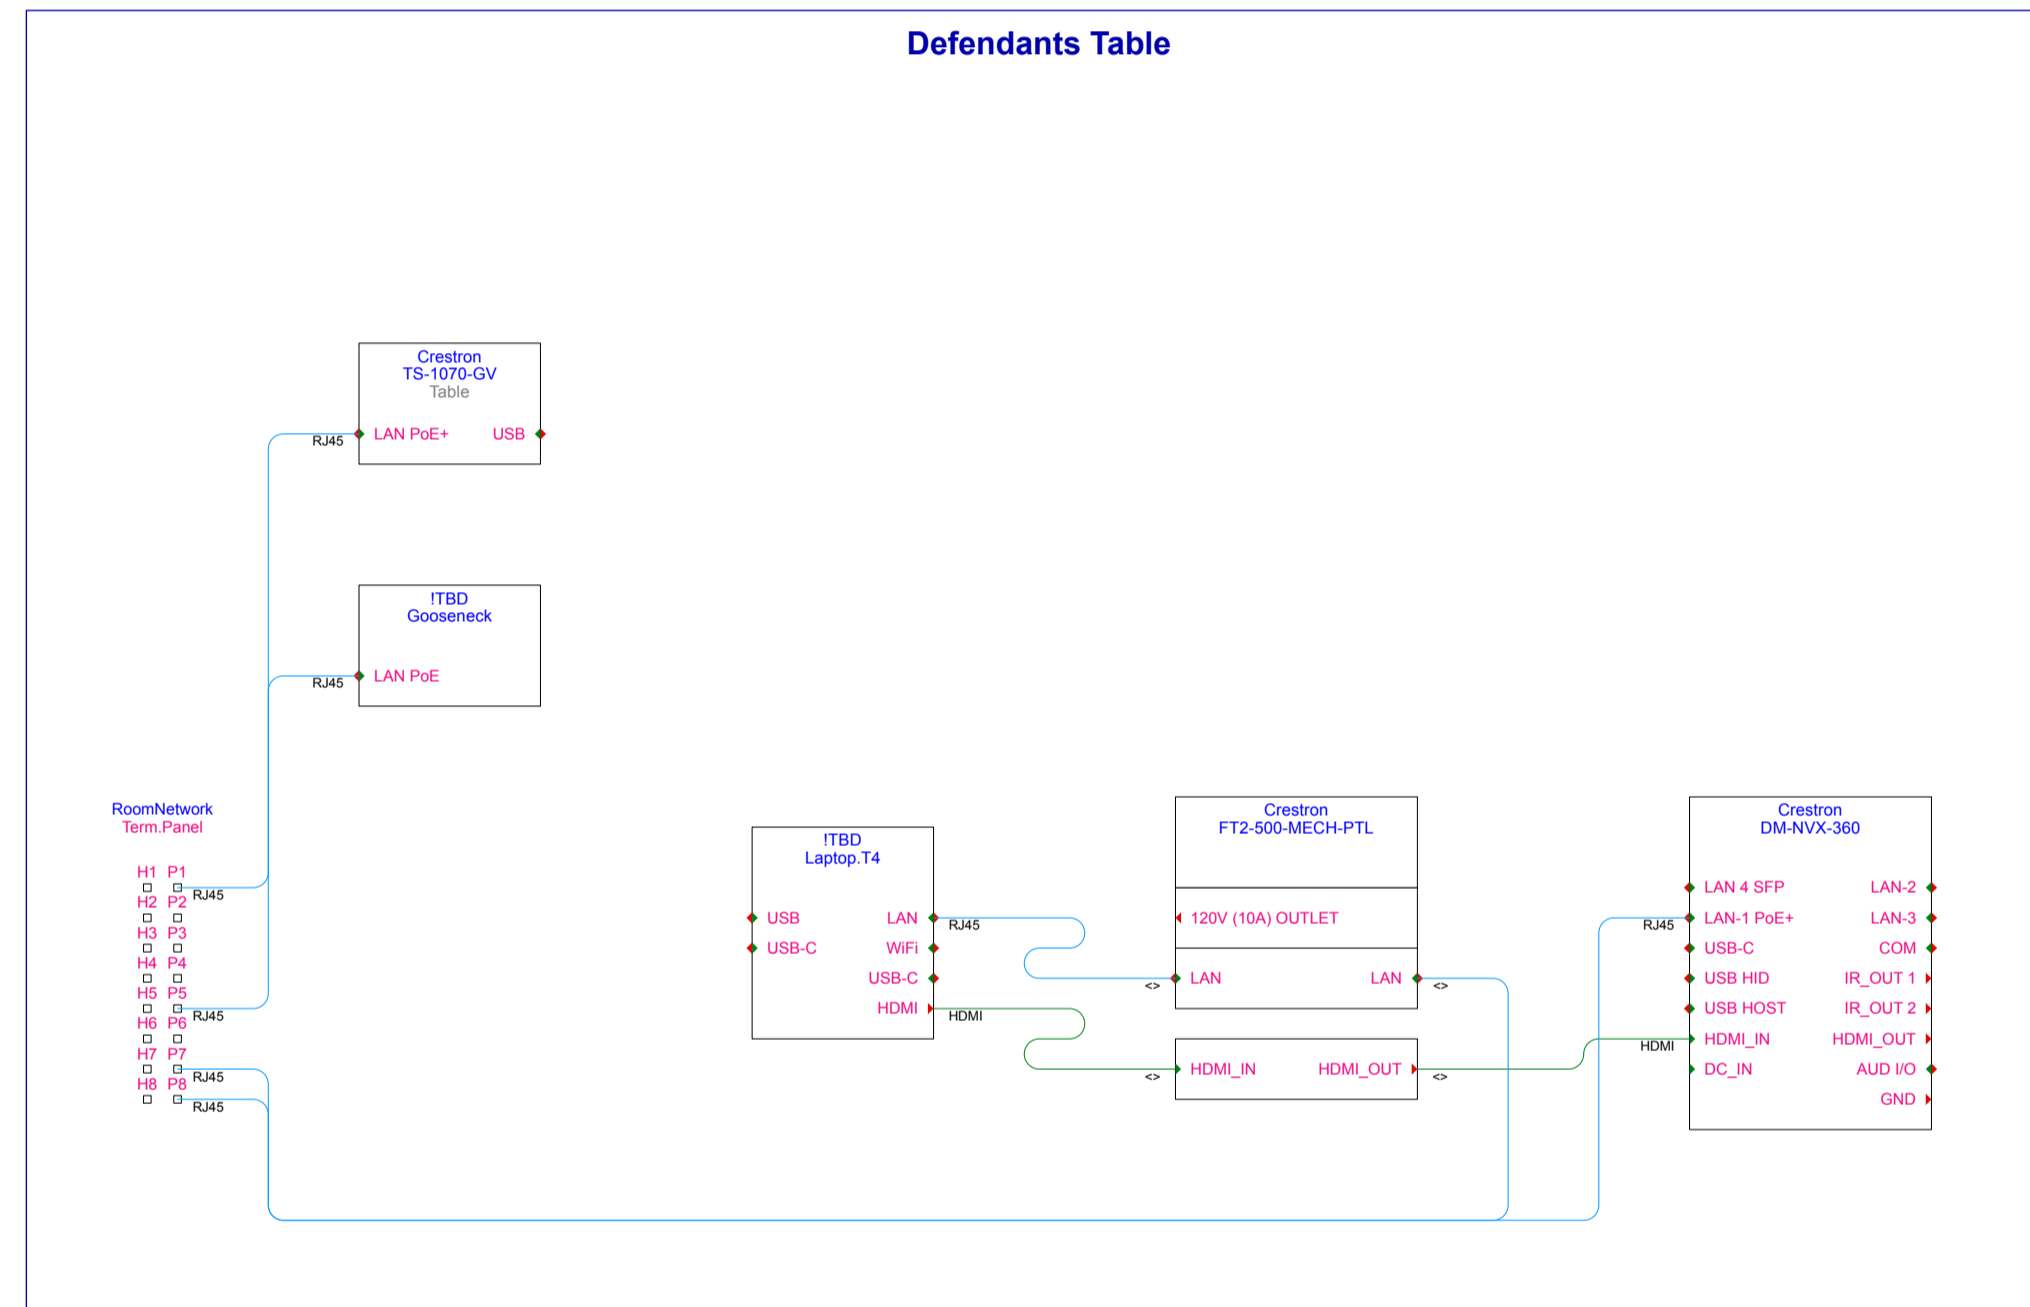 Defendants Table
Crestron
TS-1070-GV
Table
RJ45
LAN PoE+ USB
!TBD
Gooseneck
RJ45
LAN PoE
RoomNetwork
Term.Panel
H1 P1
RJ45
H2 P2
H3 P3
H4 P4
H5 P5
RJ45
H6 P6
H7 P7
RJ45
H8 P8
RJ45
!TBD
Laptop.T4
USB LAN
RJ45
USB-C WiFi
USB-C
HDMI
HDMI
Crestron
FT2-500-MECH-PTL
120V (10A) OUTLET
<> LAN LAN <>
<> HDMI_IN HDMI_OUT <>
Crestron
DM-NVX-360
LAN 4 SFP LAN-2
RJ45 LAN-1 PoE+ LAN-3
USB-C COM
USB HID IR_OUT 1
USB HOST IR_OUT 2
HDMI HDMI_IN HDMI_OUT
DC_IN AUD I/O
GND